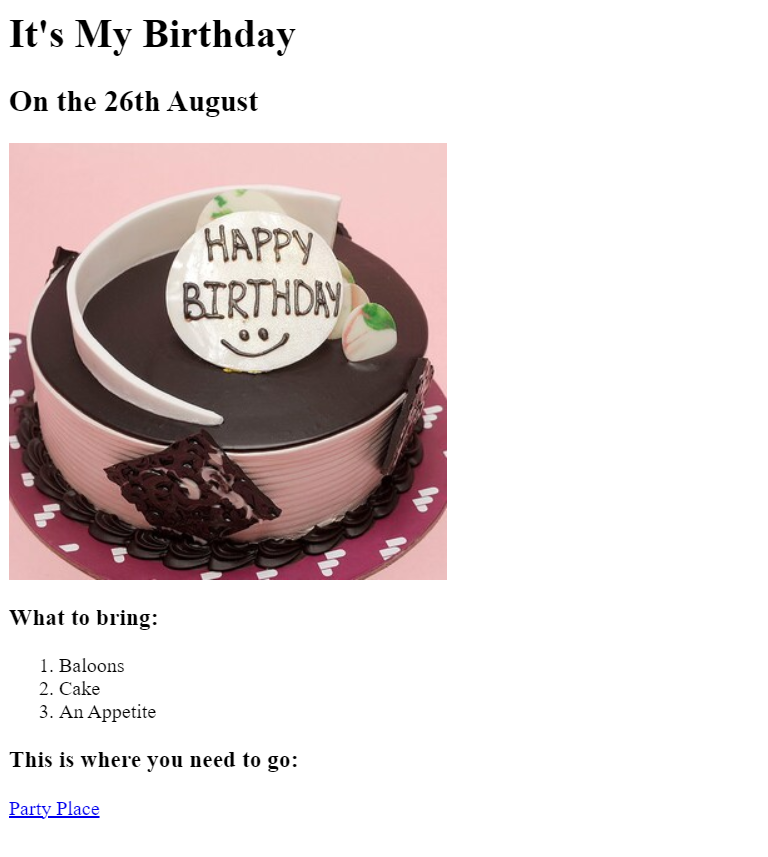 It's My Birthday
On the 26th August
HAPPY
BIRTHDAY
What to bring:
1. Baloons
2. Cake
3. An Appetite
This is where you need to go:
Party Place